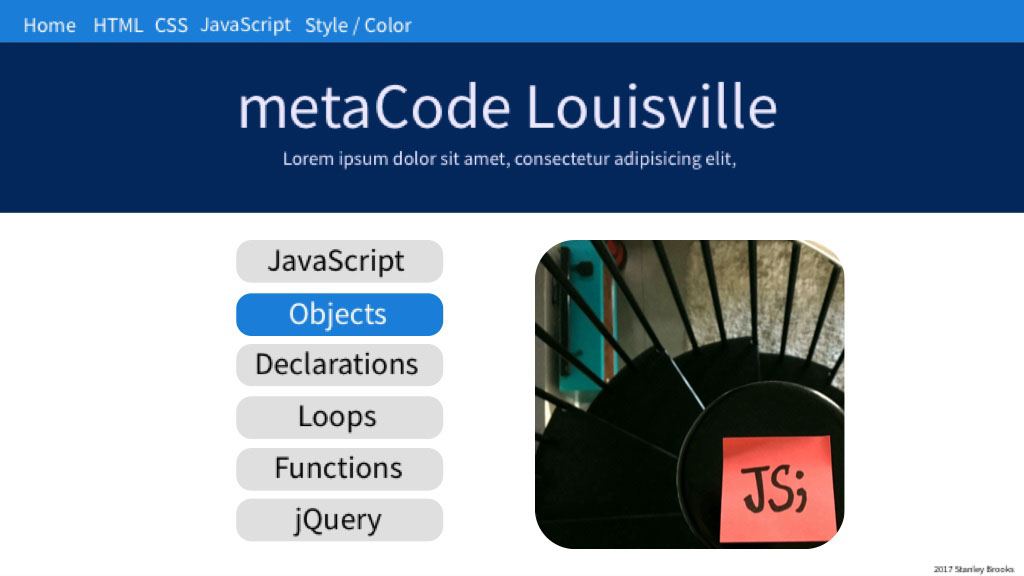 Home HTML CSS JavaScript Style / Color
metaCode Louisville
Lorem ipsum dolor sit amet, consectetur adipisicing elit,
JavaScript
Objects
Declarations
Loops
Functions
jQuery
JS;
2017 Stanley Brooks